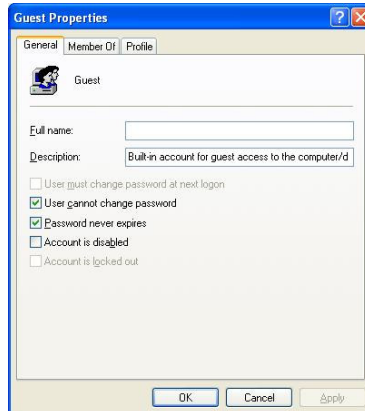 Guest Properties
General Member Of Profile
Guest
Full name:
Description: Built-in account for guest access to the computer/d
User must change password at next logon
User cannot change password
Password never expires
Account is disabled
Account is locked out
OK Cancel Apply